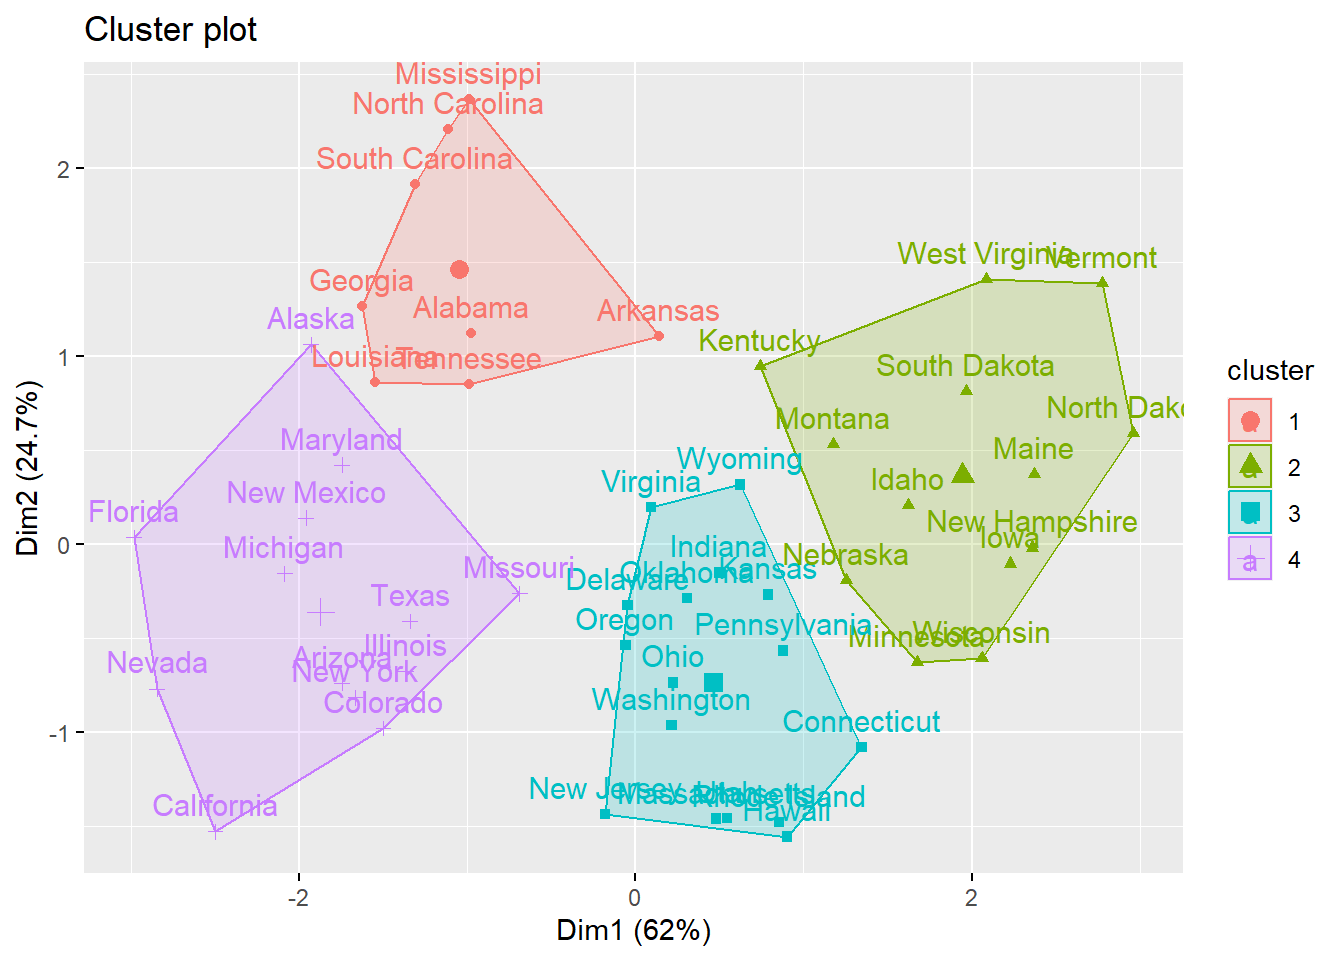 Cluster plot
Mississippi
North Carolina
South Carolina
West Virginia
Vermont
Georgia
Alabama
Arkansas
Alaska
Kentucky
Louisiana
Tennessee
South Dakota
North Dako
Montana
Maryland
Maine
Wyoming
Virginia
Idaho
New Mexico
Florida
New Hampshire
Iowa
Michigan
Indiana
Nebraska
Missouri
Oklahoma
Kansas
Delaware
Texas
Oregon
Pennsylvania
Minnesota
Wisconsin
Illinois
Arizona
Ohio
Nevada
New York
Colorado
Washington
Connecticut
New Jersey
Massachusetts
Utah
Rhode Island
California
Hawaii
2
1
0
-1
-2
0
2
Dim1 (62%)
Dim2 (24.7%)
cluster
a 1
a 2
a 3
a 4